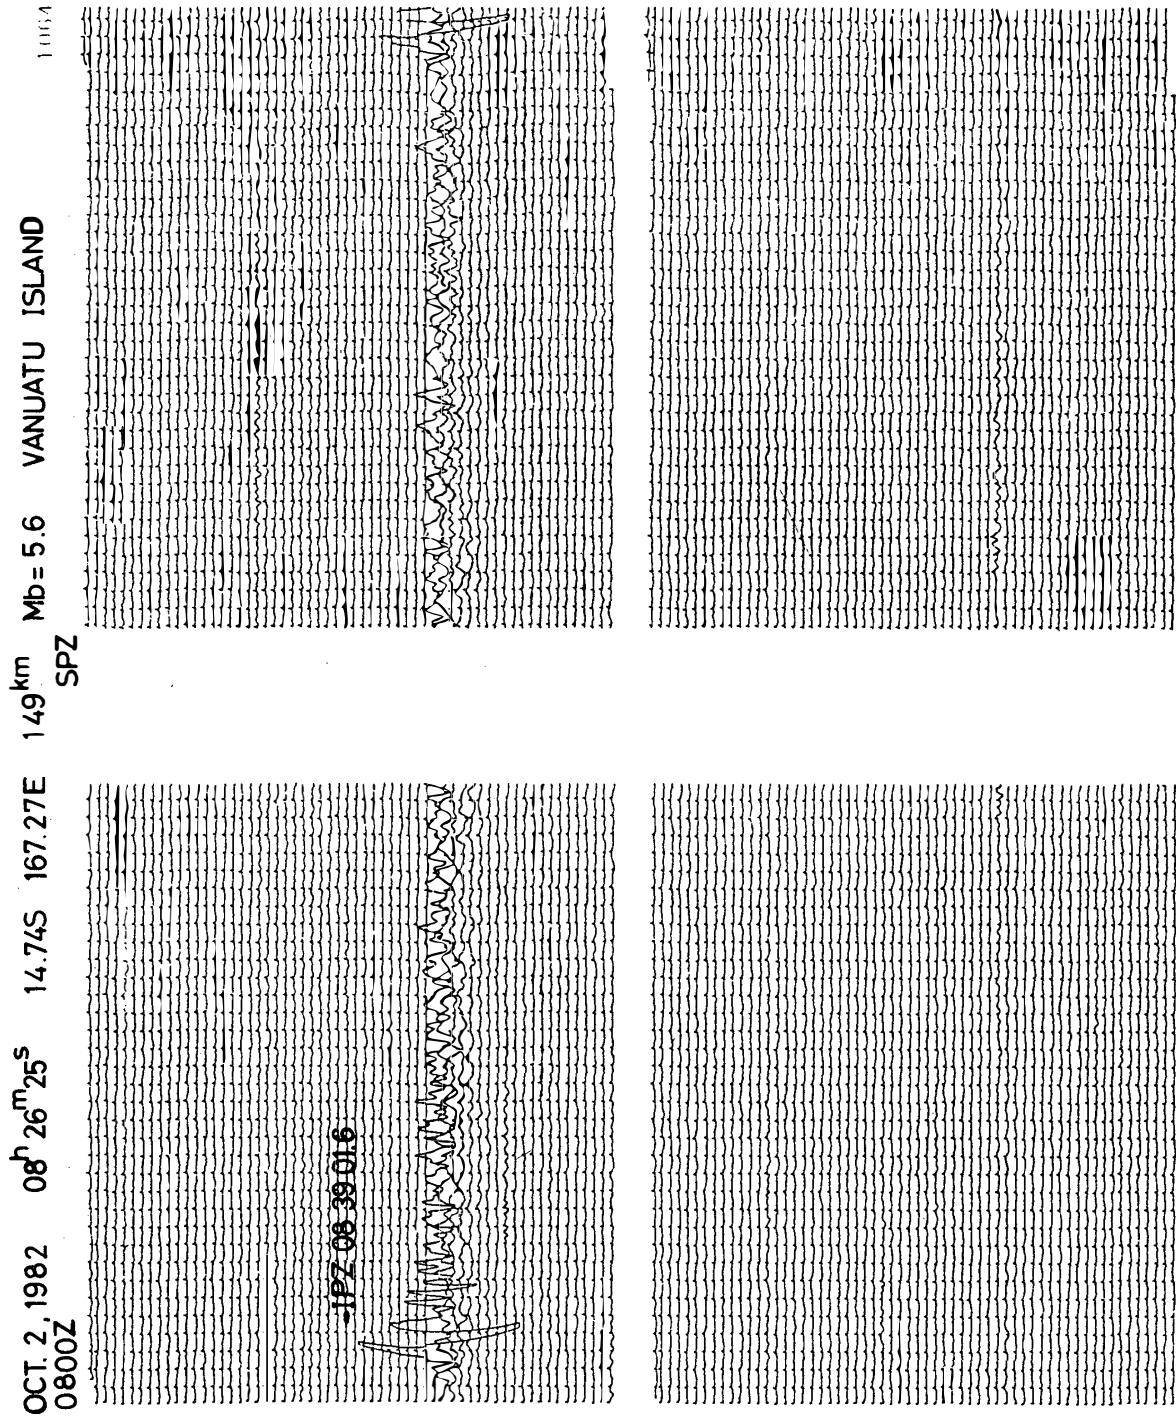 OCT. 2, 1982 08h 26m 25s 14.74S 167.27E 149km Mb=5.6 VANUATU ISLAND
0800Z SPZ
-IPZ 08 39 01.6